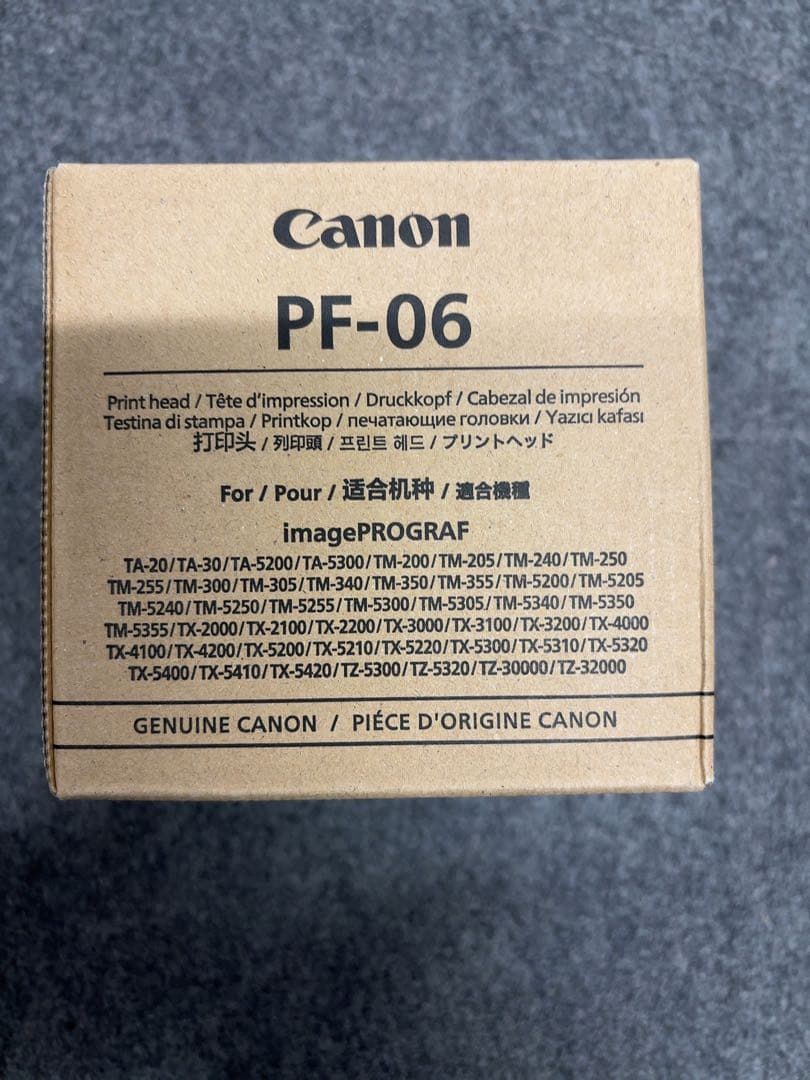 Canon
PF-06
Print head / Tête d'impression / Druckkopf / Cabezal de impresión
Testina di stampa / Printkop / печатающие головки / Yazıcı kafası
打印头 / 列印頭 / 프린트 헤드 / プリントヘッド
For / Pour / 适合机种 / 適合機種
imagePROGRAF
TA-20/TA-30/TA-5200/TA-5300/TM-200/TM-205/TM-240/TM-250
TM-255/TM-300/TM-305/TM-340/TM-350/TM-355/TM-5200/TM-5205
TM-5240/TM-5250/TM-5255/TM-5300/TM-5305/TM-5340/TM-5350
TM-5355/TX-2000/TX-2100/TX-2200/TX-3000/TX-3100/TX-3200/TX-4000
TX-4100/TX-4200/TX-5200/TX-5210/TX-5220/TX-5300/TX-5310/TX-5320
TX-5400/TX-5410/TX-5420/TZ-5300/TZ-5320/TZ-30000/TZ-32000
GENUINE CANON / PIÉCE D'ORIGINE CANON